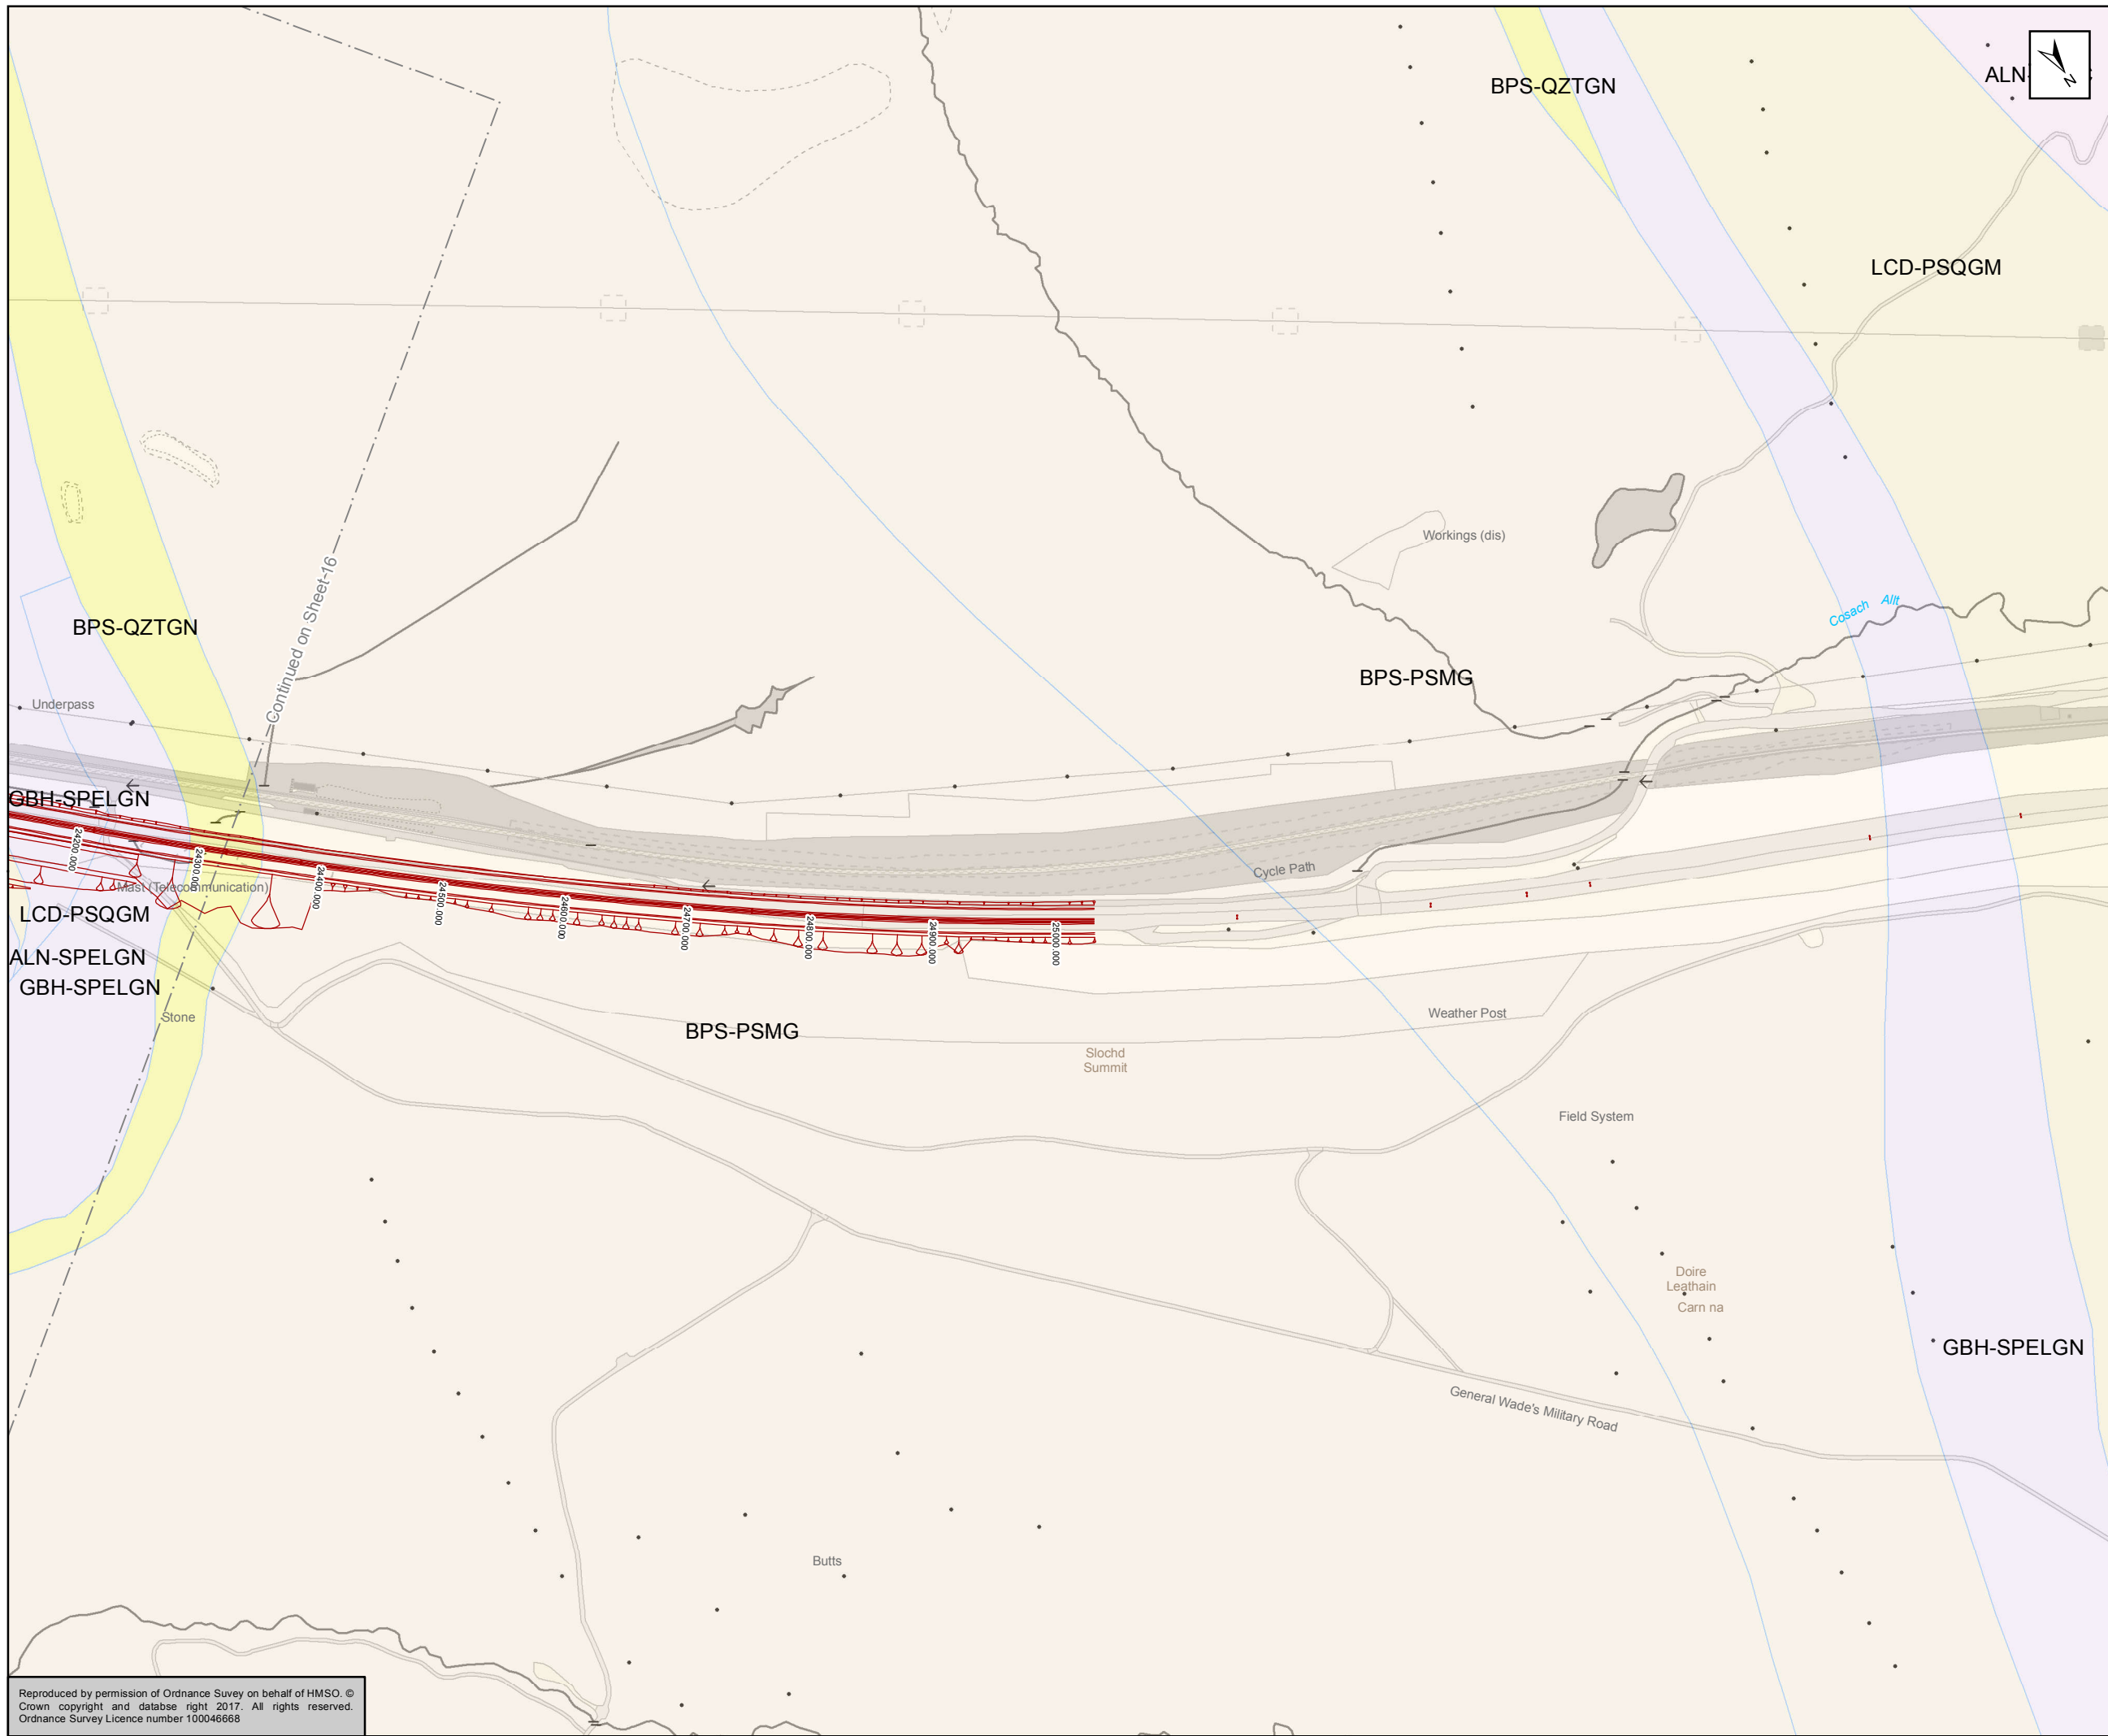 BPS-QZTGN
ALN-
N
LCD-PSQGM
Continued on Sheet-16
Workings (dis)
Cosach Allt
BPS-QZTGN
BPS-PSMG
Underpass
GBH-SPELGN
24200.000
24300.000
24400.000
24500.000
24600.000
24700.000
24800.000
24900.000
25000.000
Cycle Path
Mast (Telecommunication)
LCD-PSQGM
ALN-SPELGN
GBH-SPELGN
Stone
BPS-PSMG
Weather Post
Slochd
Summit
Field System
Doire
Leathain
Carn na
GBH-SPELGN
General Wade's Military Road
Butts
Reproduced by permission of Ordnance Suvey on behalf of HMSO. ©
Crown copyright and databse right 2017. All rights reserved.
Ordnance Survey Licence number 100046668